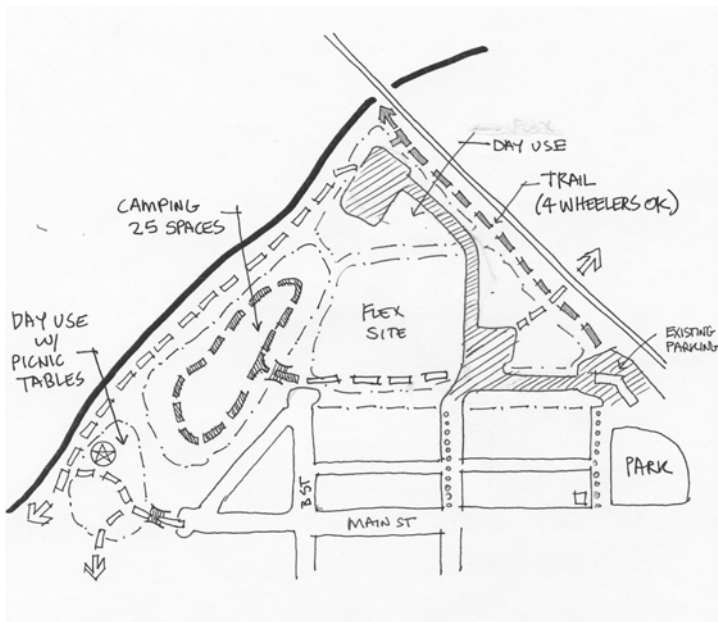 DAY USE
TRAIL
(4 WHEELERS OK)
CAMPING
25 SPACES
FLEX
SITE
DAY USE
W/
PICNIC
TABLES
EXISTING
PARKING
PARK
B ST
MAIN ST